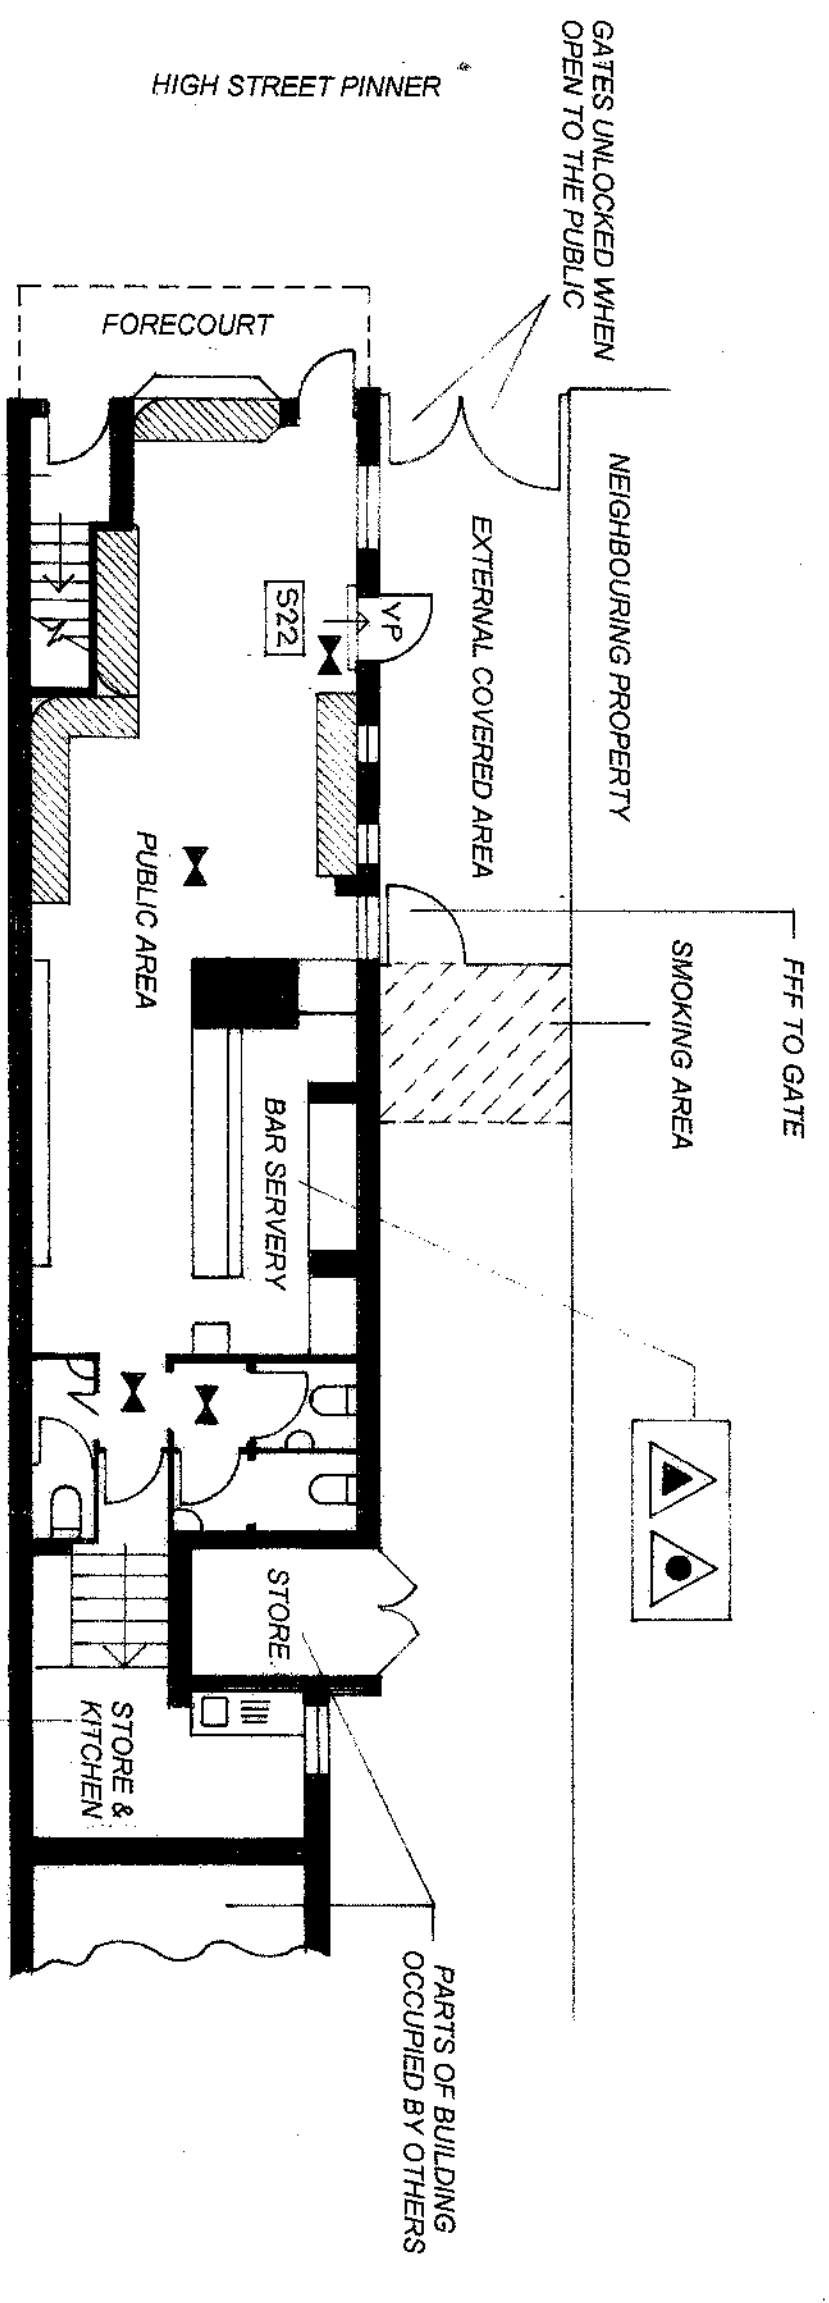 HIGH STREET PINNER
GATES UNLOCKED WHEN
OPEN TO THE PUBLIC
FORECOURT
NEIGHBOURING PROPERTY
EXTERNAL COVERED AREA
YP
S22
PUBLIC AREA
FFF TO GATE
SMOKING AREA
BAR SERVERY
STORE
STORE &
KITCHEN
PARTS OF BUILDING
OCCUPIED BY OTHERS